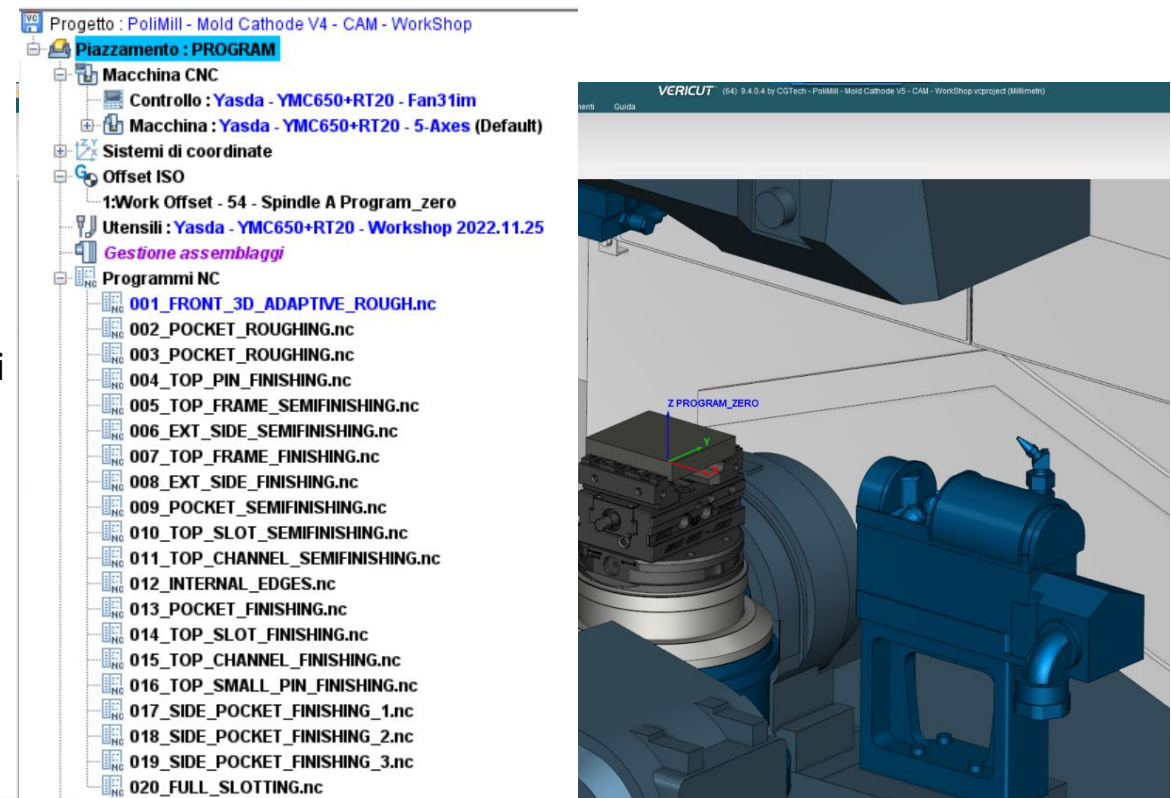 Progetto : PoliMill - Mold Cathode V4 - CAM - WorkShop
Piazzamento : PROGRAM
Macchina CNC
Controllo : Yasda - YMC650+RT20 - Fan31im
Macchina : Yasda - YMC650+RT20 - 5-Axes (Default)
Sistemi di coordinate
Offset ISO
1:Work Offset - 54 - Spindle A Program_zero
Utensili : Yasda - YMC650+RT20 - Workshop 2022.11.25
Gestione assemblaggi
Programmi NC
001_FRONT_3D_ADAPTIVE_ROUGH.nc
002_POCKET_ROUGHING.nc
003_POCKET_ROUGHING.nc
004_TOP_PIN_FINISHING.nc
005_TOP_FRAME_SEMIFINISHING.nc
006_EXT_SIDE_SEMIFINISHING.nc
007_TOP_FRAME_FINISHING.nc
008_EXT_SIDE_FINISHING.nc
009_POCKET_SEMIFINISHING.nc
010_TOP_SLOT_SEMIFINISHING.nc
011_TOP_CHANNEL_SEMIFINISHING.nc
012_INTERNAL_EDGES.nc
013_POCKET_FINISHING.nc
014_TOP_SLOT_FINISHING.nc
015_TOP_CHANNEL_FINISHING.nc
016_TOP_SMALL_PIN_FINISHING.nc
017_SIDE_POCKET_FINISHING_1.nc
018_SIDE_POCKET_FINISHING_2.nc
019_SIDE_POCKET_FINISHING_3.nc
020_FULL_SLOTTING.nc
i
VERICUT (64) 9.4.0.4 by CGTech - PoliMill - Mold Cathode V5 - CAM - WorkShop.vcproject (Millimetri)
menti Guida
Z PROGRAM_ZERO
Y